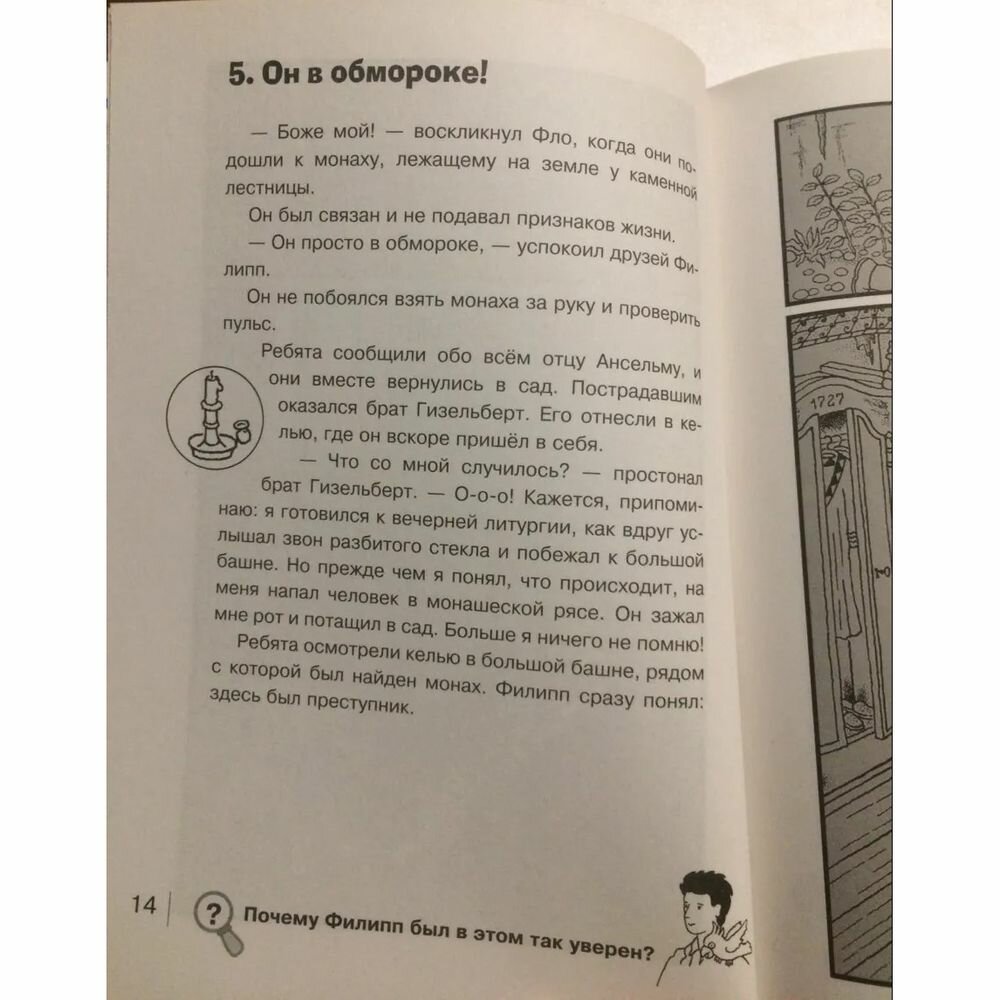 5. Он в обмороке!
— Боже мой! — воскликнул Фло, когда они по-
дошли к монаху, лежащему на земле у каменной
лестницы.
Он был связан и не подавал признаков жизни.
— Он просто в обмороке, — успокоил друзей Фи-
липп.
Он не побоялся взять монаха за руку и проверить
пульс.
Ребята сообщили обо всём отцу Ансельму, и
они вместе вернулись в сад. Пострадавшим
оказался брат Гизельберт. Его отнесли в ке-
лью, где он вскоре пришёл в себя.
— Что со мной случилось? — простонал
брат Гизельберт. — О-о-о! Кажется, припоми-
наю: я готовился к вечерней литургии, как вдруг ус-
лышал звон разбитого стекла и побежал к большой
башне. Но прежде чем я понял, что происходит, на
меня напал человек в монашеской рясе. Он зажал
мне рот и потащил в сад. Больше я ничего не помню!
Ребята осмотрели келью в большой башне, рядом
с которой был найден монах. Филипп сразу понял:
здесь был преступник.
14
? Почему Филипп был в этом так уверен?
1727